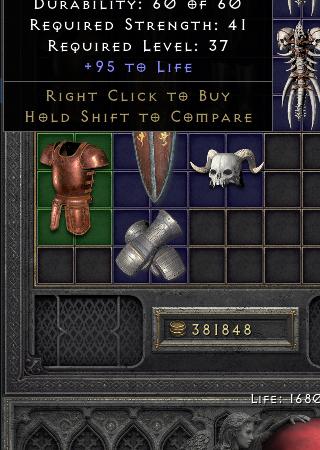 Durability: 60 of 60
Required Strength: 41
Required Level: 37
+95 to Life
Right Click to Buy
Hold Shift to Compare
381848
Life: 1680